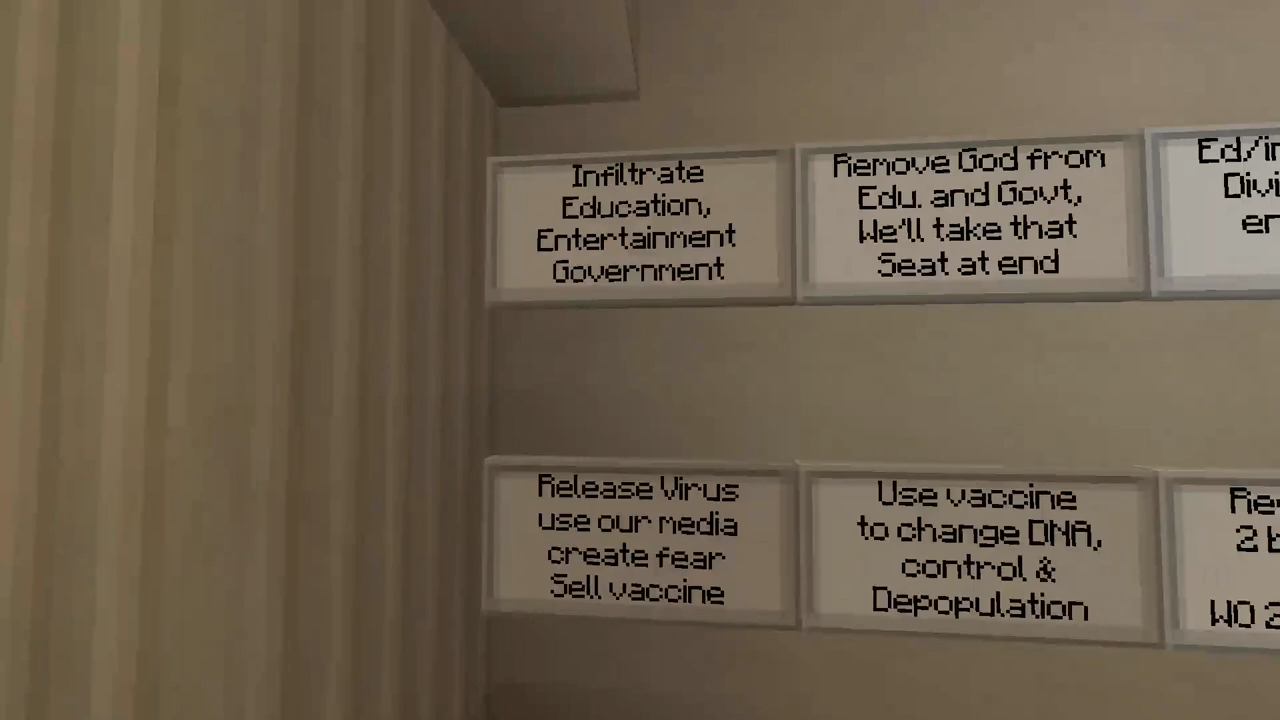 Infiltrate
Education,
Entertainment
Government
Remove God from
Edu. and Govt,
We'll take that
Seat at end
Release Virus
use our media
create fear
Sell vaccine
Use vaccine
to change DNA,
control &
Depopulation
WO